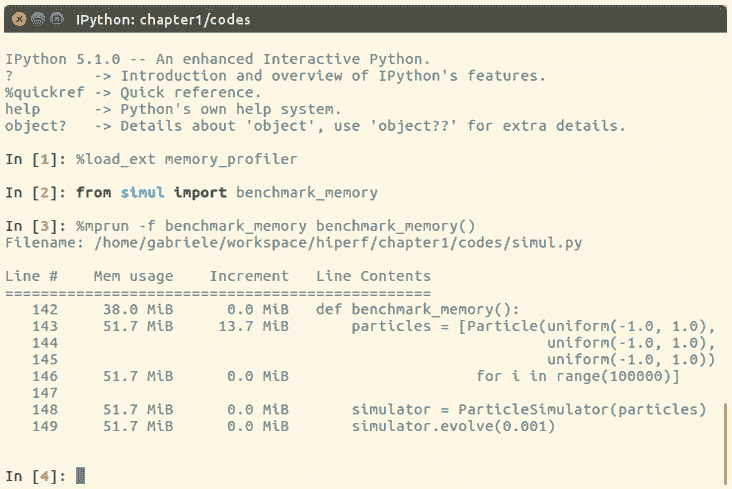 IPython: chapter1/codes
IPython 5.1.0 -- An enhanced Interactive Python.
?         -> Introduction and overview of IPython's features.
%quickref -> Quick reference.
help      -> Python's own help system.
object?   -> Details about 'object', use 'object??' for extra details.
In [1]: %load_ext memory_profiler
In [2]: from simul import benchmark_memory
In [3]: %mprun -f benchmark_memory benchmark_memory()
Filename: /home/gabriele/workspace/hiperf/chapter1/codes/simul.py
Line #    Mem usage    Increment   Line Contents
================================================
   142     38.0 MiB      0.0 MiB   def benchmark_memory():
   143     51.7 MiB     13.7 MiB       particles = [Particle(uniform(-1.0, 1.0),
   144                                                       uniform(-1.0, 1.0),
   145                                                       uniform(-1.0, 1.0))
   146     51.7 MiB      0.0 MiB                     for i in range(100000)]
   147
   148     51.7 MiB      0.0 MiB       simulator = ParticleSimulator(particles)
   149     51.7 MiB      0.0 MiB       simulator.evolve(0.001)
In [4]: